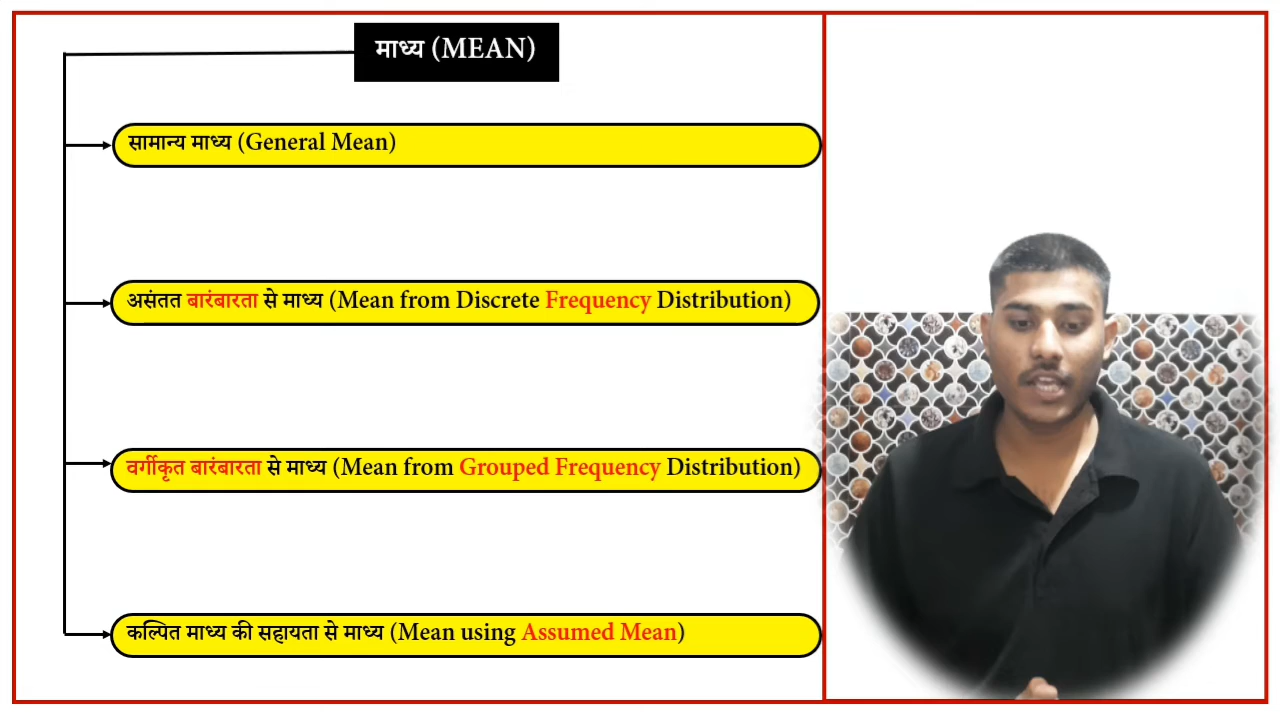 माध्य (MEAN)
सामान्य माध्य (General Mean)
असंतत बारंबारता से माध्य (Mean from Discrete Frequency Distribution)
वर्गीकृत बारंबारता से माध्य (Mean from Grouped Frequency Distribution)
कल्पित माध्य की सहायता से माध्य (Mean using Assumed Mean)